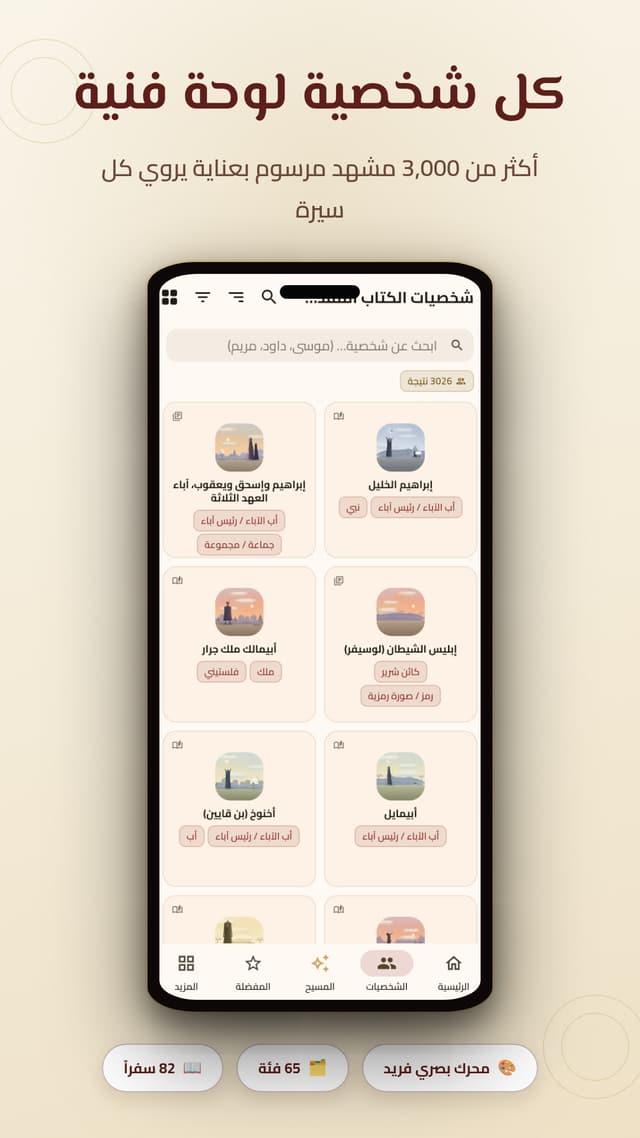 كل شخصية لوحة فنية
أكثر من 3,000 مشهد مرسوم بعناية يروي كل
سيرة
شخصيات الكتاب
ابحث عن شخصية... (موسى، داود، مريم)
3026 نتيجة
إبراهيم الخليل
أب الآباء / رئيس آباء
نبي
إبراهيم وإسحق ويعقوب، آباء
العهد الثلاثة
أب الآباء / رئيس آباء
جماعة / مجموعة
إبليس الشيطان (لوسيفر)
كائن شرير
رمز / صورة رمزية
أبيمالك ملك جرار
ملك
فلستيني
أبيمايل
أب الآباء / رئيس آباء
أخنوخ (بن قايين)
أب الآباء / رئيس آباء
أب
الرئيسية
الشخصيات
المسيح
المفضلة
المزيد
محرك بصري فريد
65 فئة
82 سفراً